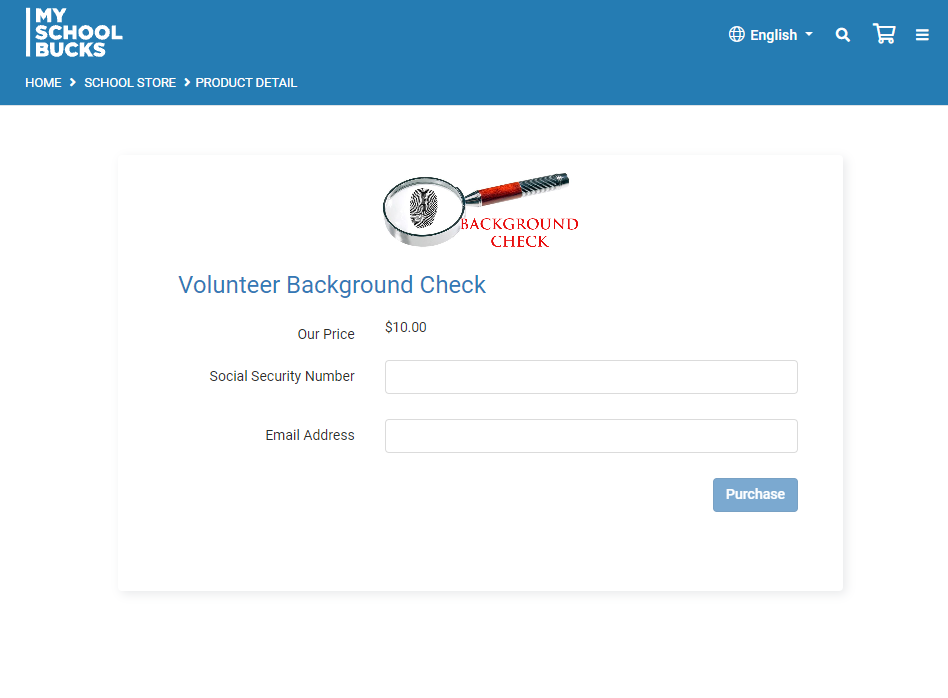 MY
SCHOOL
BUCKS
English
HOME SCHOOL STORE PRODUCT DETAIL
BACKGROUND
CHECK
Volunteer Background Check
Our Price $10.00
Social Security Number
Email Address
Purchase